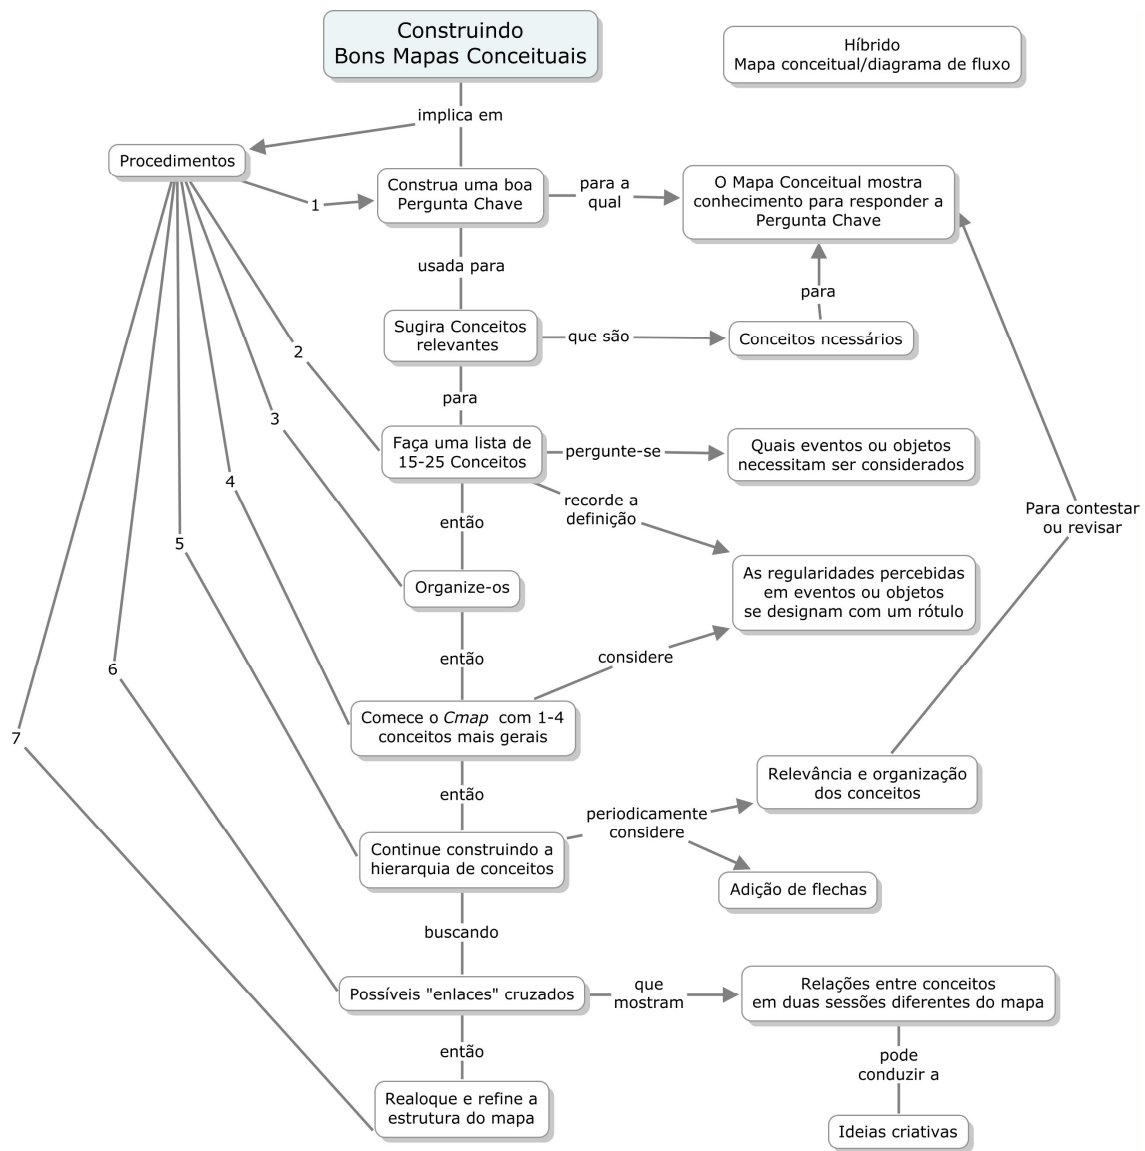 Construindo
Bons Mapas Conceituais
Híbrido
Mapa conceitual/diagrama de fluxo
implica em
Procedimentos
1
Construa uma boa
Pergunta Chave
para a
qual
O Mapa Conceitual mostra
conhecimento para responder a
Pergunta Chave
usada para
para
Sugira Conceitos
relevantes
que são
Conceitos ncessários
2
para
3
Faça uma lista de
15-25 Conceitos
pergunte-se
Quais eventos ou objetos
necessitam ser considerados
4
recorde a
definição
então
Para contestar
ou revisar
5
Organize-os
As regularidades percebidas
em eventos ou objetos
se designam com um rótulo
6
então
considere
7
Comece o Cmap com 1-4
conceitos mais gerais
então
Relevância e organização
dos conceitos
periodicamente
considere
Continue construindo a
hierarquia de conceitos
Adição de flechas
buscando
Possíveis "enlaces" cruzados
que
mostram
Relações entre conceitos
em duas sessões diferentes do mapa
então
pode
conduzir a
Realoque e refine a
estrutura do mapa
Ideias criativas